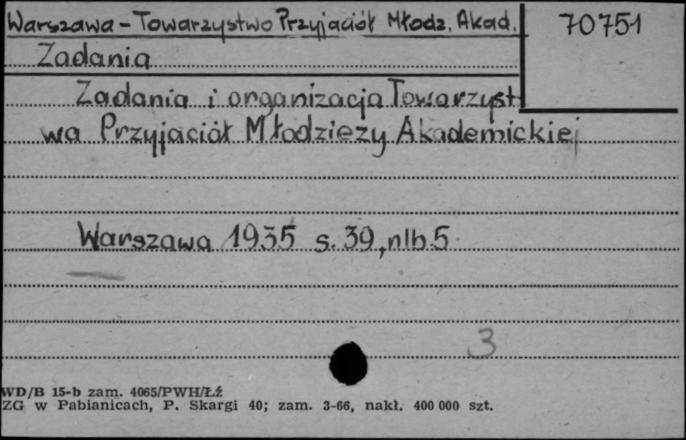 Warszawa - Towarzystwo Przyjaciół Młodz. Akad.
70751
Zadania
Zadania i organizacja Towarzyst
wa Przyjaciół Młodzieży Akademickiej
Warszawa 1935 s. 39, nlb 5
3
WD/B 15-b zam. 4065/PWH/Łź
ZG w Pabianicach, P. Skargi 40; zam. 3-66, nakł. 400 000 szt.